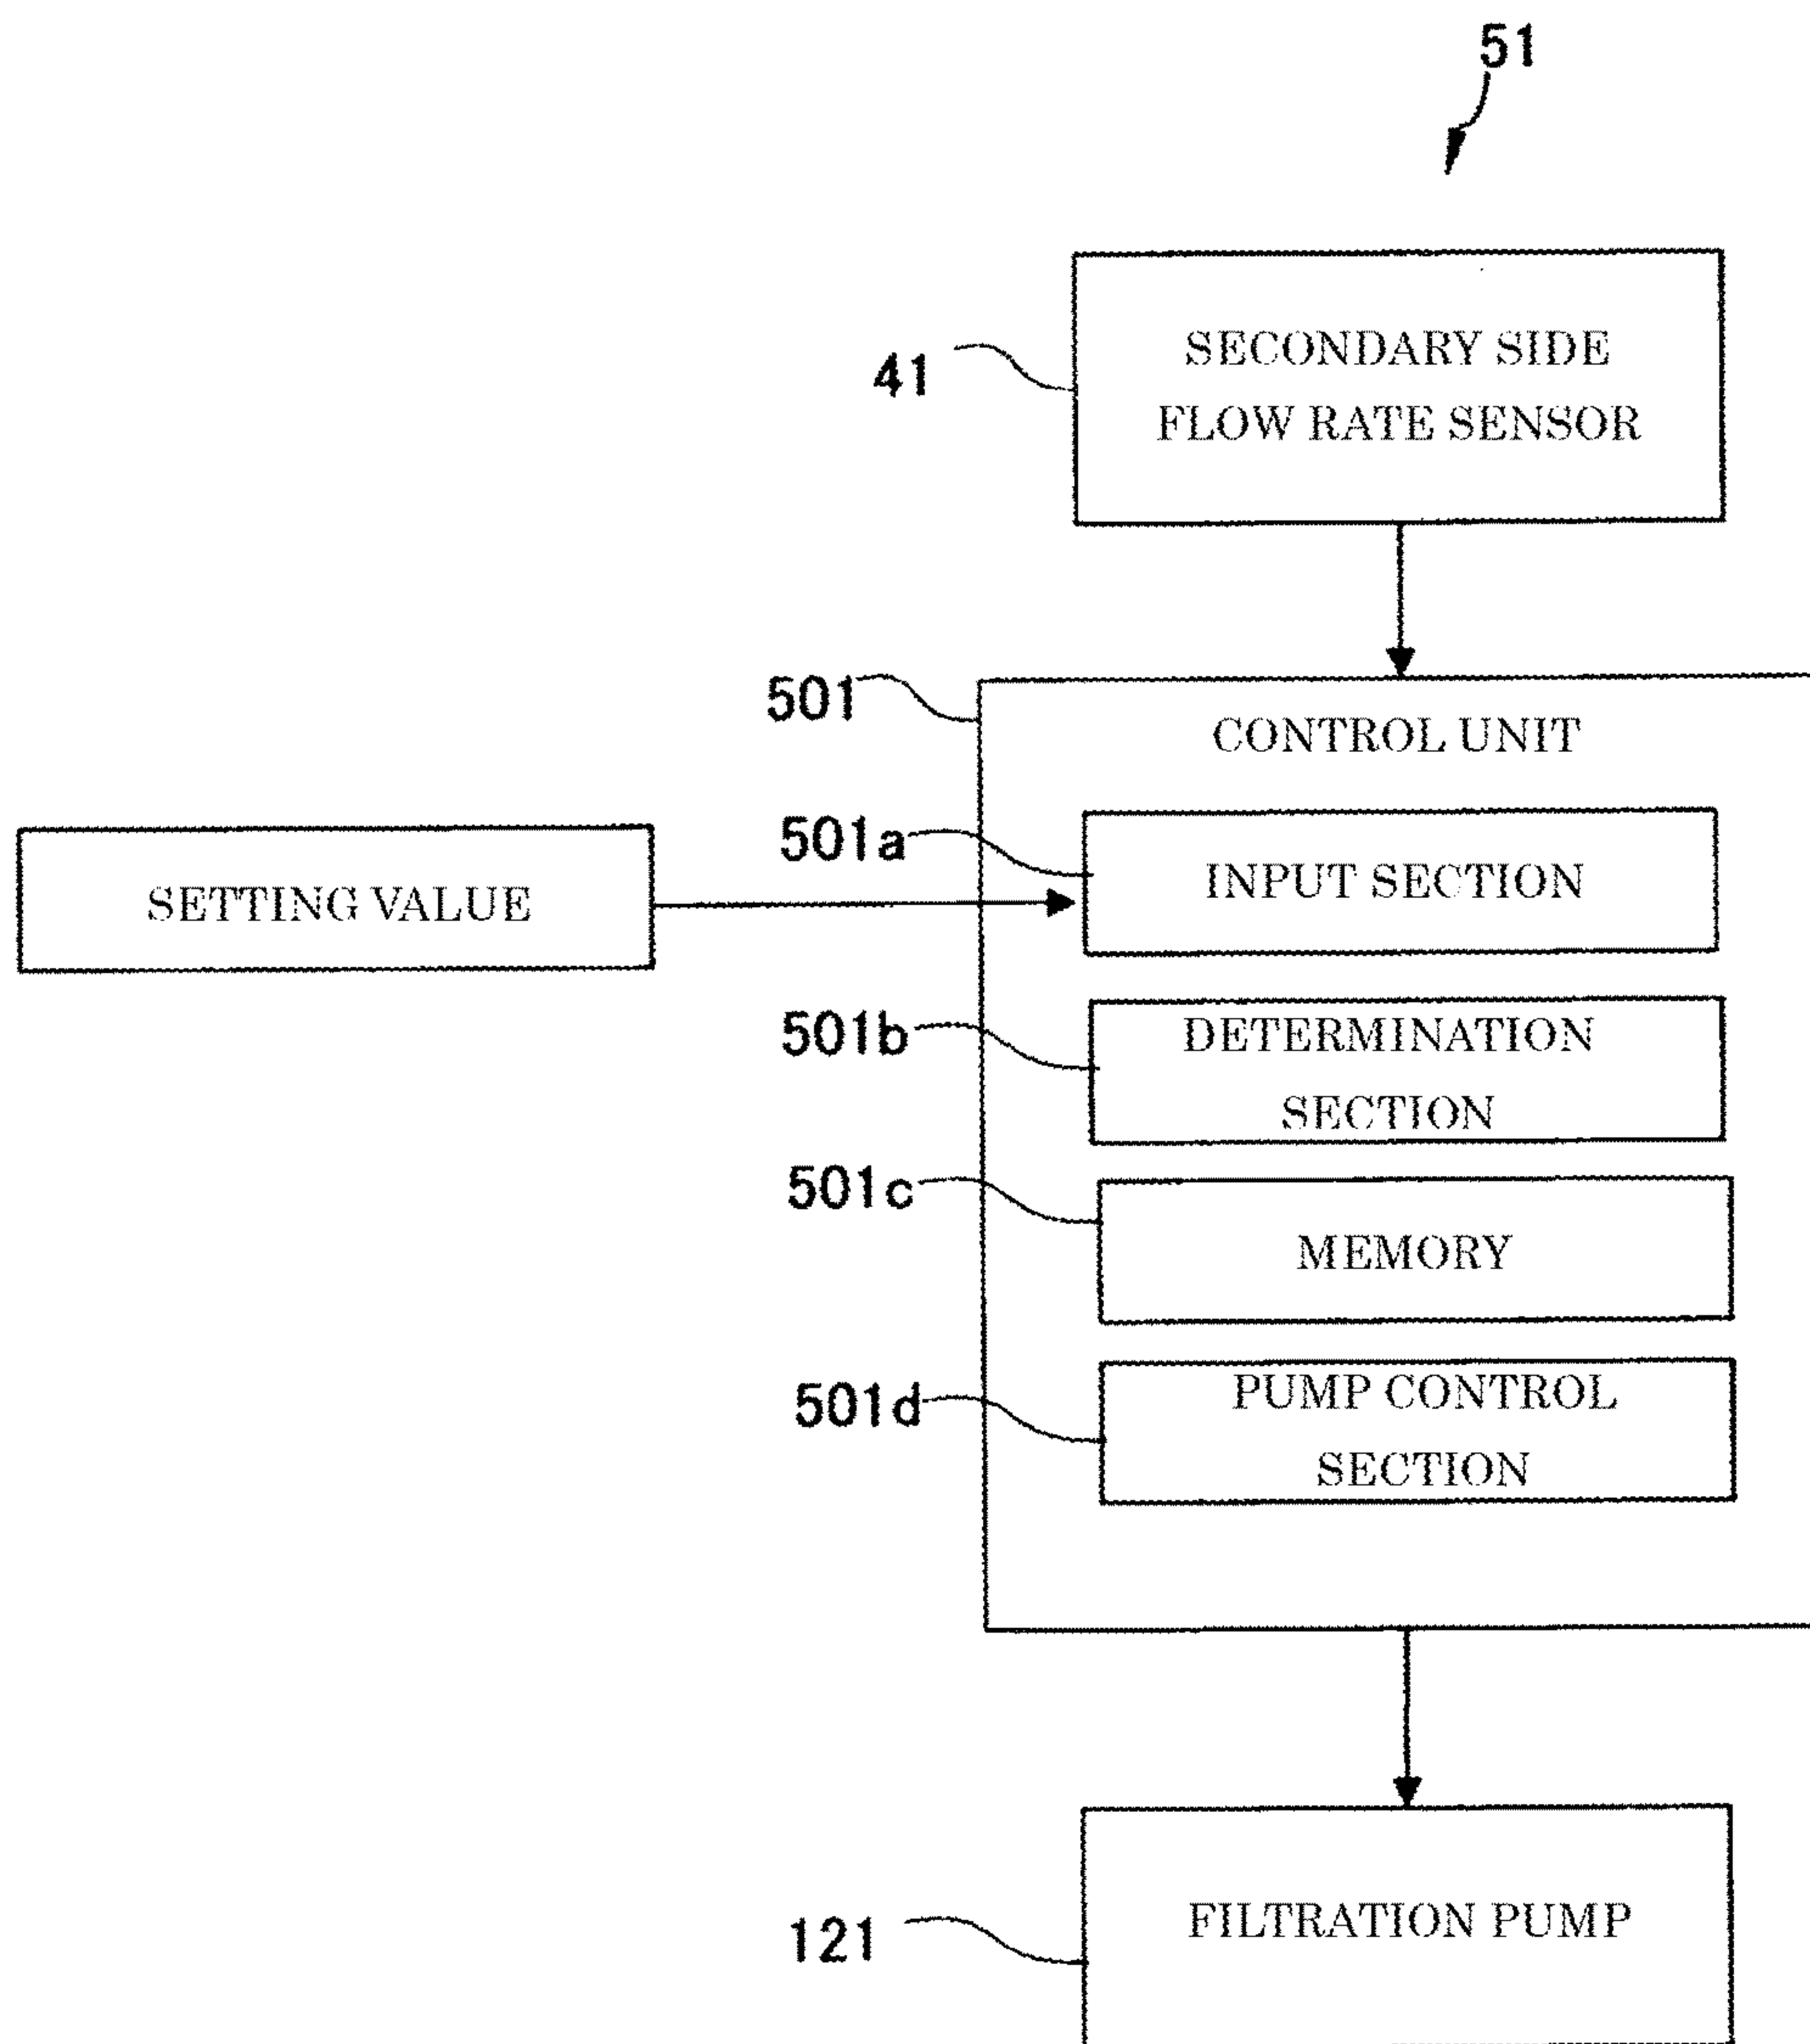 51
41
SECONDARY SIDE
FLOW RATE SENSOR
501
CONTROL UNIT
501a
INPUT SECTION
SETTING VALUE
501b
DETERMINATION
SECTION
501c
MEMORY
501d
PUMP CONTROL
SECTION
121
FILTRATION PUMP